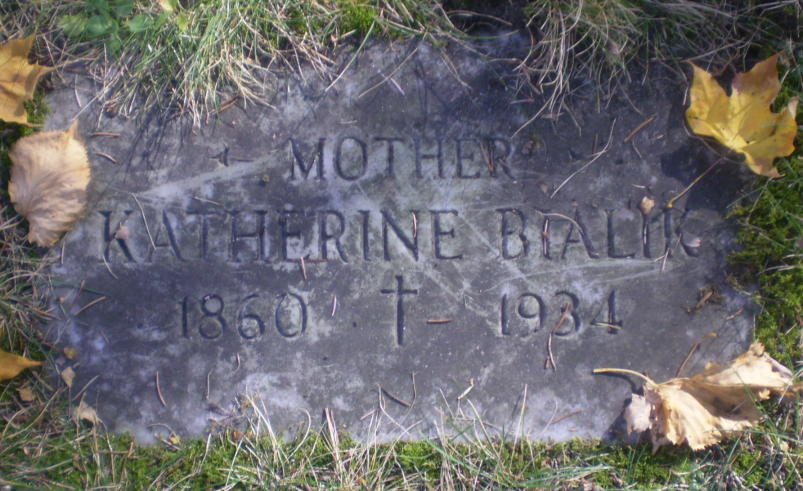 MOTHER
KATHERINE BIALIK
1860 † 1934